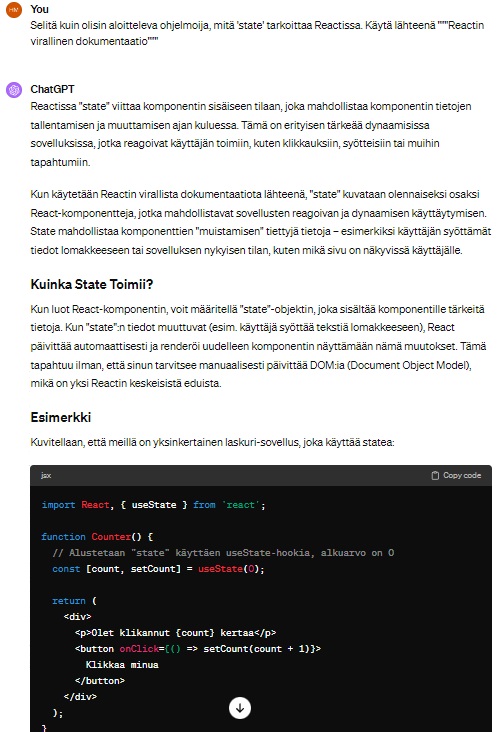 HM You
Selitä kuin olisin aloitteleva ohjelmoija, mitä 'state' tarkoittaa Reactissa. Käytä lähteenä """Reactin
virallinen dokumentaatio"""
ChatGPT
Reactissa "state" viittaa komponentin sisäiseen tilaan, joka mahdollistaa komponentin tietojen
tallentamisen ja muuttamisen ajan kuluessa. Tämä on erityisen tärkeää dynaamisissa
sovelluksissa, jotka reagoivat käyttäjän toimiin, kuten klikkauksiin, syötteisiin tai muihin
tapahtumiin.
Kun käytetään Reactin virallista dokumentaatiota lähteenä, "state" kuvataan olennaiseksi osaksi
React-komponentteja, jotka mahdollistavat sovellusten reagoivan ja dynaamisen käyttäytymisen.
State mahdollistaa komponenttien "muistamisen" tiettyjä tietoja – esimerkiksi käyttäjän syöttämät
tiedot lomakkeeseen tai sovelluksen nykyisen tilan, kuten mikä sivu on näkyvissä käyttäjälle.
Kuinka State Toimii?
Kun luot React-komponentin, voit määritellä "state"-objektin, joka sisältää komponentille tärkeitä
tietoja. Kun "state":n tiedot muuttuvat (esim. käyttäjä syöttää tekstiä lomakkeeseen), React
päivittää automaattisesti ja renderöi uudelleen komponentin näyttämään nämä muutokset. Tämä
tapahtuu ilman, että sinun tarvitsee manuaalisesti päivittää DOM:ia (Document Object Model),
mikä on yksi Reactin keskeisistä eduista.
Esimerkki
Kuvitellaan, että meillä on yksinkertainen laskuri-sovellus, joka käyttää statea:
jsx Copy code
import React, { useState } from 'react';
function Counter() {
// Alustetaan "state" käyttäen useState-hookia, alkuarvo on 0
const [count, setCount] = useState(0);
return (
<div>
<p>Olet klikannut {count} kertaa</p>
<button onClick={() => setCount(count + 1)}>
Klikkaa minua
</button>
</div>
);
}